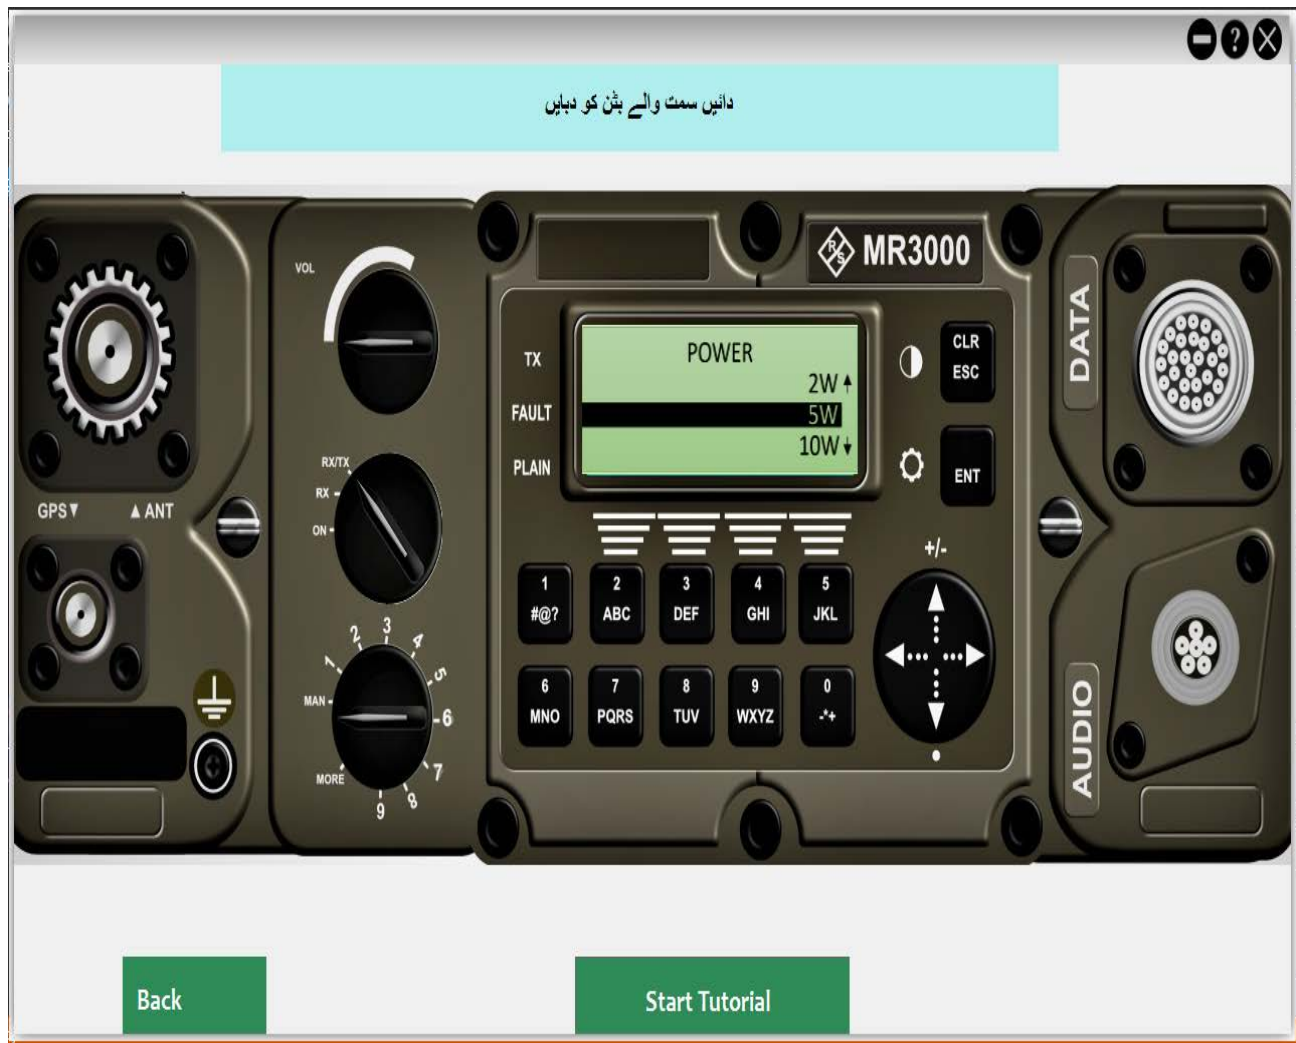 دائیں سمت والے بٹن کو دبایں
R S MR3000
VOL
RX/TX
RX
ON
GPS▼ ▲ANT
MAN
1
2
3
4
5
6
7
8
9
MORE
TX
FAULT
PLAIN
POWER
2W
5W
10W
CLR
ESC
ENT
+/-
1
#@?
2
ABC
3
DEF
4
GHI
5
JKL
6
MNO
7
PQRS
8
TUV
9
WXYZ
0
-*+
DATA
AUDIO
Back
Start Tutorial